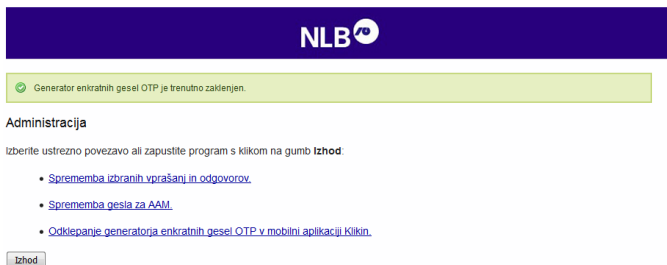 NLB
Generator enkratnih gesel OTP je trenutno zaklenjen.
Administracija
Izberite ustrezno povezavo ali zapustite program s klikom na gumb Izhod:
• Sprememba izbranih vprašanj in odgovorov.
• Sprememba gesla za AAM.
• Odklepanje generatorja enkratnih gesel OTP v mobilni aplikaciji Klikin.
Izhod